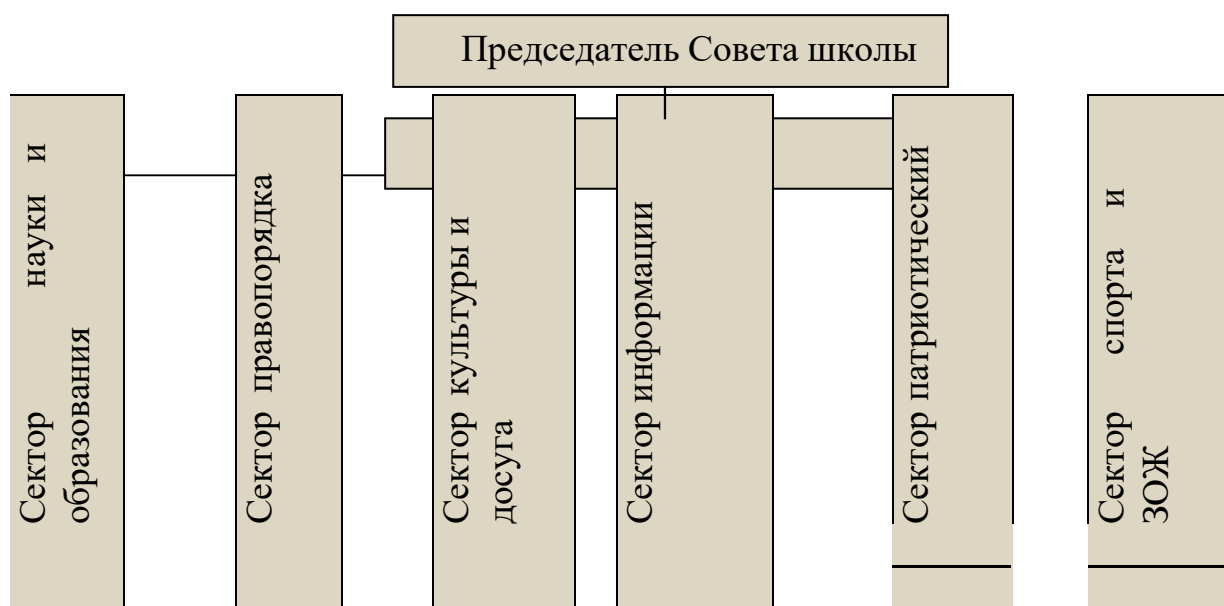 Председатель Совета школы
Сектор науки и
образования
Сектор правопорядка
Сектор культуры и
досуга
Сектор информации
Сектор патриотический
Сектор спорта и
ЗОЖ